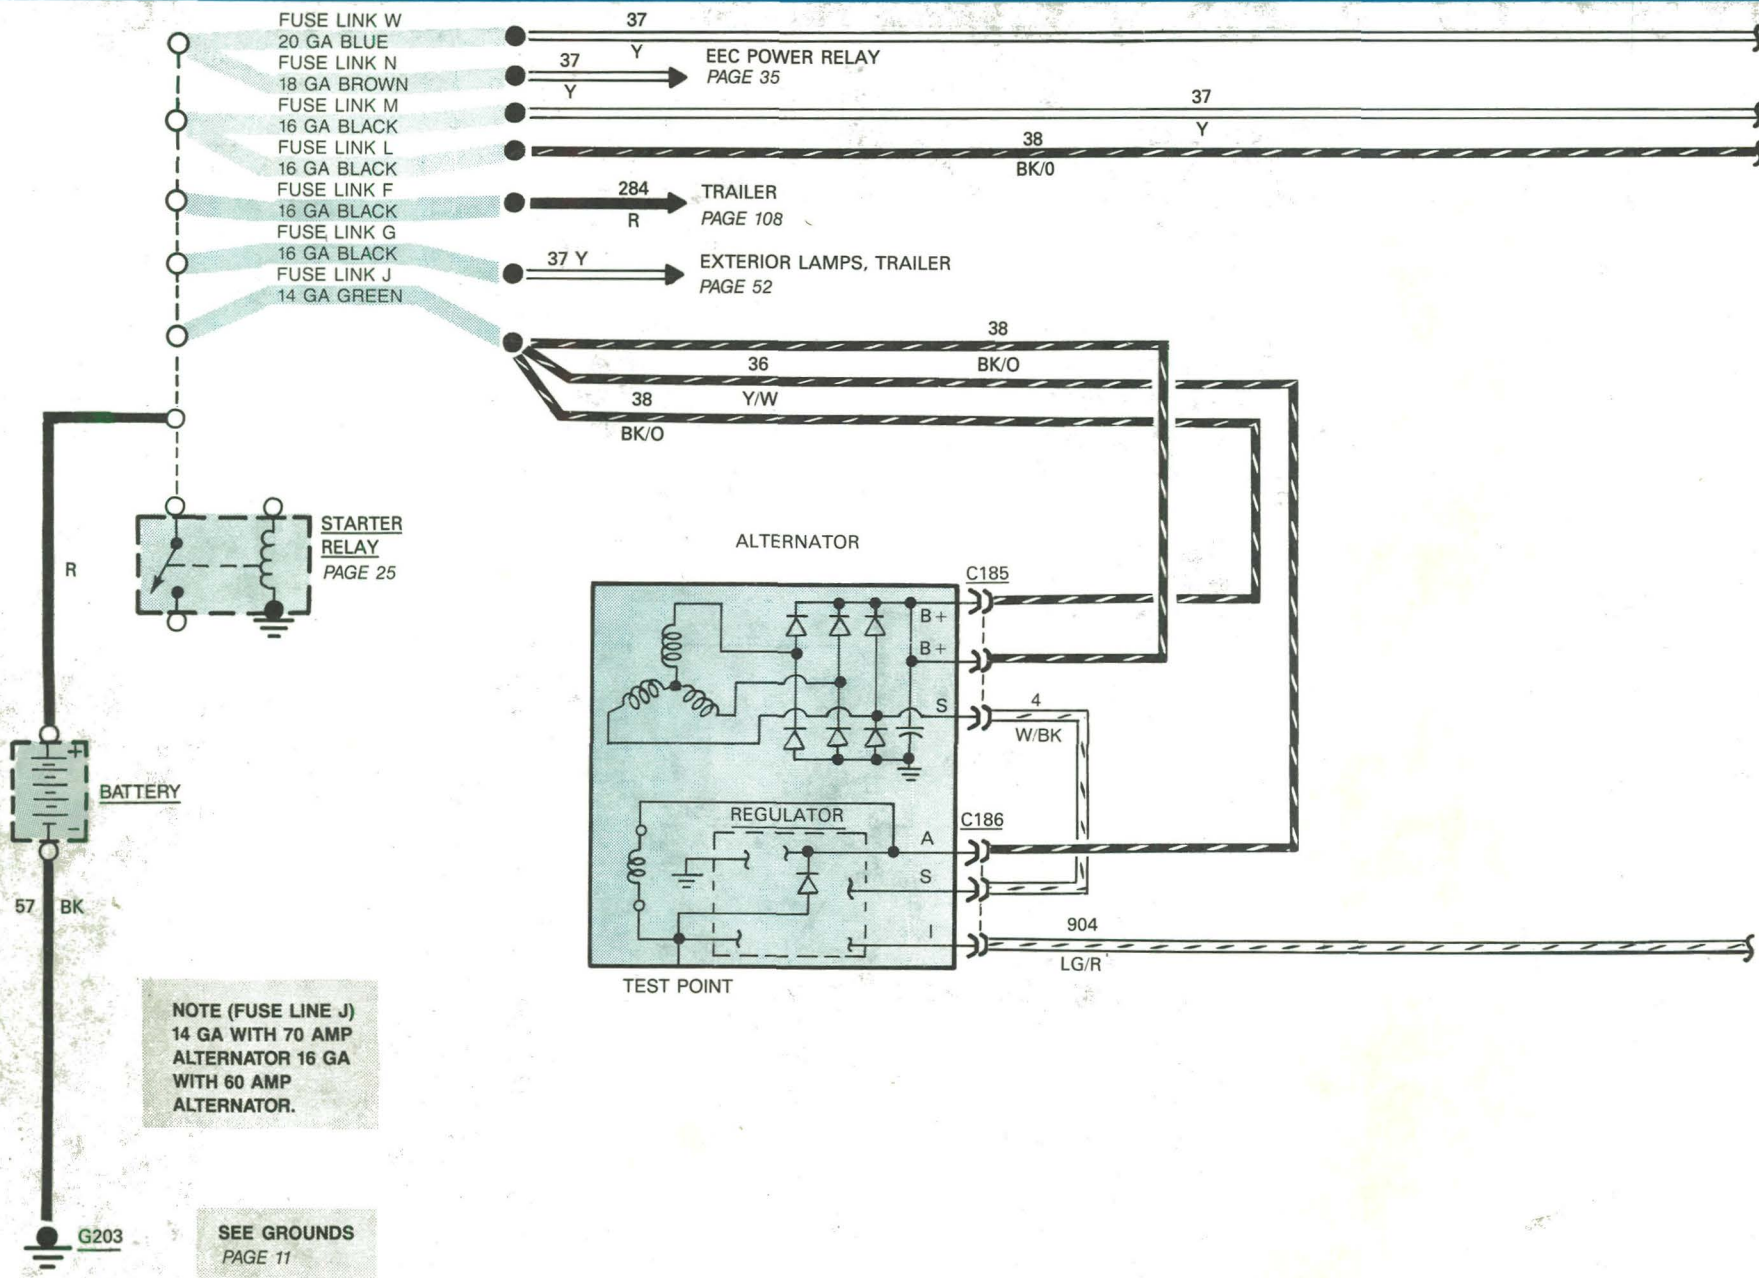 FUSE LINK W
20 GA BLUE
FUSE LINK N
18 GA BROWN
FUSE LINK M
16 GA BLACK
FUSE LINK L
16 GA BLACK
FUSE LINK F
16 GA BLACK
FUSE LINK G
16 GA BLACK
FUSE LINK J
14 GA GREEN
37
Y
37
Y
EEC POWER RELAY
PAGE 35
37
Y
38
BK/0
284
R
TRAILER
PAGE 108
37 Y
EXTERIOR LAMPS, TRAILER
PAGE 52
38
BK/O
36
Y/W
38
BK/O
R
STARTER
RELAY
PAGE 25
ALTERNATOR
C185
B+
B+
S
4
W/BK
+
BATTERY
-
REGULATOR
C186
A
S
I
904
LG/R
TEST POINT
57 BK
NOTE (FUSE LINE J)
14 GA WITH 70 AMP
ALTERNATOR 16 GA
WITH 60 AMP
ALTERNATOR.
G203
SEE GROUNDS
PAGE 11